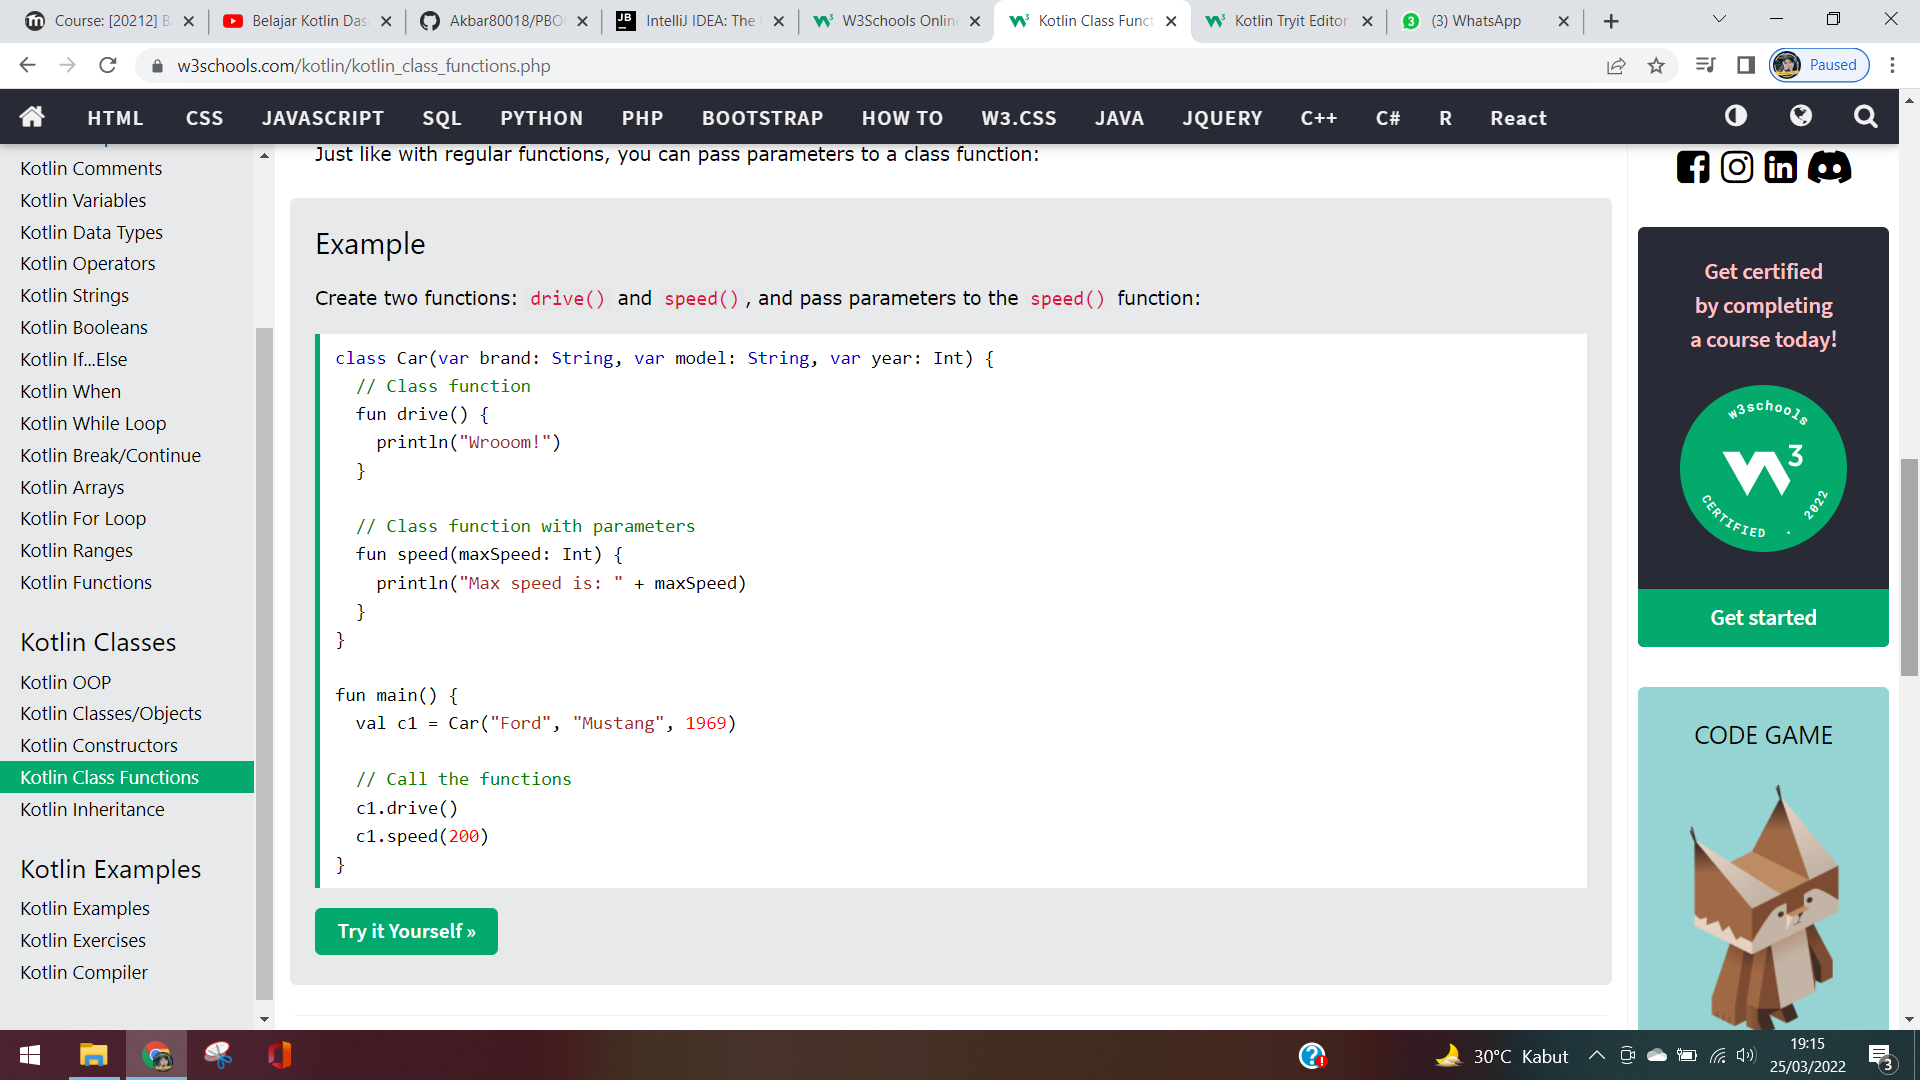 Course: [20212] B
Belajar Kotlin Das
Akbar80018/PBO
IntelliJ IDEA: The
W3Schools Onlin
Kotlin Class Funct
Kotlin Tryit Editor
(3) WhatsApp
w3schools.com/kotlin/kotlin_class_functions.php
Paused
HTML CSS JAVASCRIPT SQL PYTHON PHP BOOTSTRAP HOW TO W3.CSS JAVA JQUERY C++ C# R React
Kotlin Comments
Kotlin Variables
Kotlin Data Types
Kotlin Operators
Kotlin Strings
Kotlin Booleans
Kotlin If...Else
Kotlin When
Kotlin While Loop
Kotlin Break/Continue
Kotlin Arrays
Kotlin For Loop
Kotlin Ranges
Kotlin Functions
Kotlin Classes
Kotlin OOP
Kotlin Classes/Objects
Kotlin Constructors
Kotlin Class Functions
Kotlin Inheritance
Kotlin Examples
Kotlin Examples
Kotlin Exercises
Kotlin Compiler
Just like with regular functions, you can pass parameters to a class function:
Example
Create two functions: drive() and speed(), and pass parameters to the speed() function:
class Car(var brand: String, var model: String, var year: Int) {
// Class function
fun drive() {
println("Wrooom!")
}
// Class function with parameters
fun speed(maxSpeed: Int) {
println("Max speed is: " + maxSpeed)
}
}
fun main() {
val c1 = Car("Ford", "Mustang", 1969)
// Call the functions
c1.drive()
c1.speed(200)
}
Try it Yourself »
Get certified
by completing
a course today!
w3schools
W3
CERTIFIED . 2022
Get started
CODE GAME
30°C Kabut
19:15
25/03/2022
3